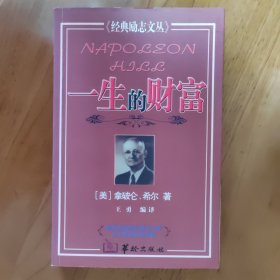 《经典励志文丛》
NAPOLEON
HILL
一生的财富
[美] 拿破仑·希尔 著
王勇 编译
华龄出版社